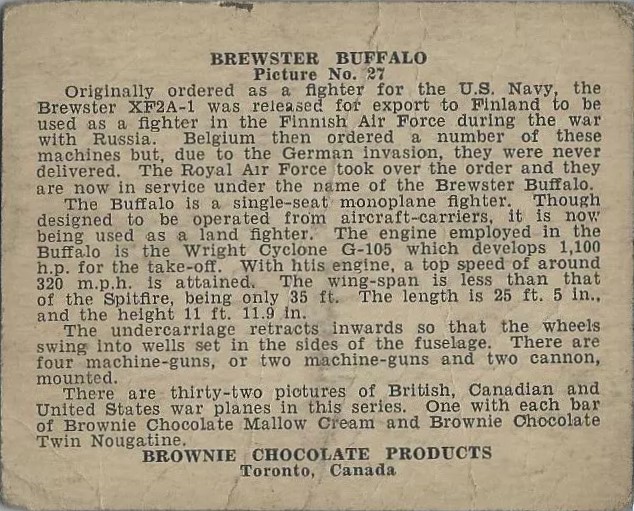 BREWSTER BUFFALO
Picture No. 27
Originally ordered as a fighter for the U.S. Navy, the
Brewster XF2A-1 was released for export to Finland to be
used as a fighter in the Finnish Air Force during the war
with Russia. Belgium then ordered a number of these
machines but, due to the German invasion, they were never
delivered. The Royal Air Force took over the order and they
are now in service under the name of the Brewster Buffalo.
The Buffalo is a single-seat monoplane fighter. Though
designed to be operated from aircraft-carriers, it is now
being used as a land fighter. The engine employed in the
Buffalo is the Wright Cyclone G-105 which develops 1,100
h.p. for the take-off. With htis engine, a top speed of around
320 m.p.h. is attained. The wing-span is less than that
of the Spitfire, being only 35 ft. The length is 25 ft. 5 in.,
and the height 11 ft. 11.9 in.
The undercarriage retracts inwards so that the wheels
swing into wells set in the sides of the fuselage. There are
four machine-guns, or two machine-guns and two cannon,
mounted.
There are thirty-two pictures of British, Canadian and
United States war planes in this series. One with each bar
of Brownie Chocolate Mallow Cream and Brownie Chocolate
Twin Nougatine.
BROWNIE CHOCOLATE PRODUCTS
Toronto, Canada